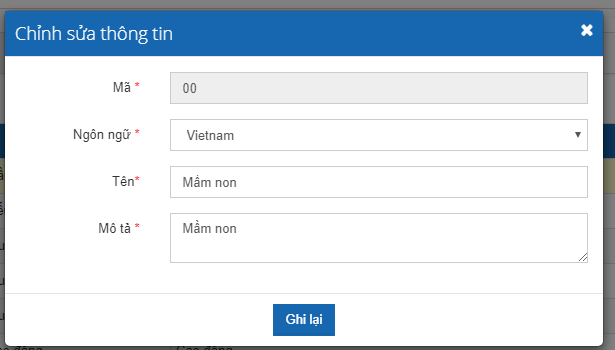 Chỉnh sửa thông tin
Mã *
00
Ngôn ngữ *
Vietnam
Tên*
Mầm non
Mô tả *
Mầm non
Ghi lại